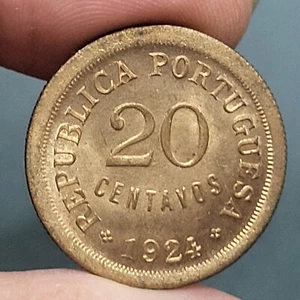 REPUBLICA PORTUGUESA
20
CENTAVOS
* 1924 *